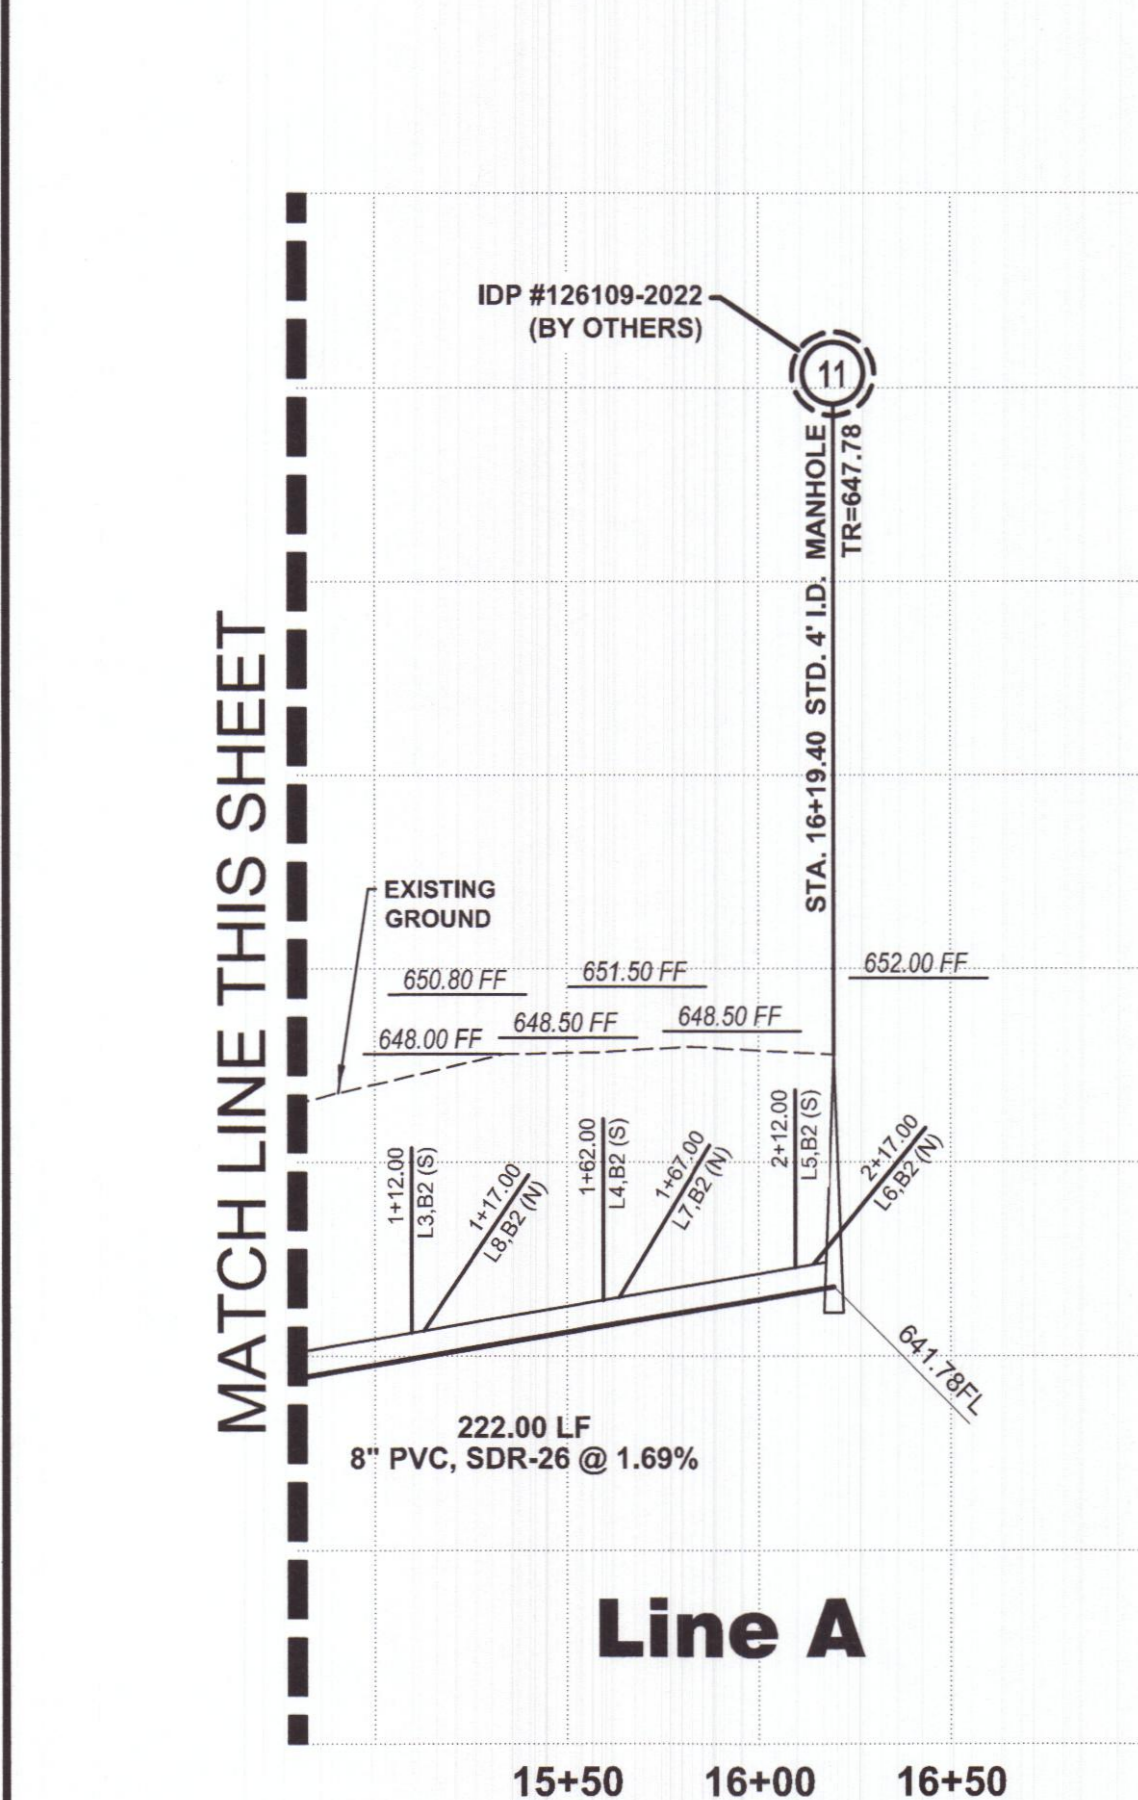 IDP #126109-2022
(BY OTHERS)
11
STA. 16+19.40 STD. 4' I.D. MANHOLE
TR=647.78
MATCH LINE THIS SHEET
EXISTING
GROUND
650.80 FF
651.50 FF
652.00 FF
648.00 FF
648.50 FF
648.50 FF
1+12.00
L3,B2 (S)
1+17.00
L8,B2 (N)
1+62.00
L4,B2 (S)
1+67.00
L7,B2 (N)
2+12.00
L5,B2 (S)
2+17.00
L6,B2 (N)
641.78FL
222.00 LF
8" PVC, SDR-26 @ 1.69%
Line A
15+50
16+00
16+50